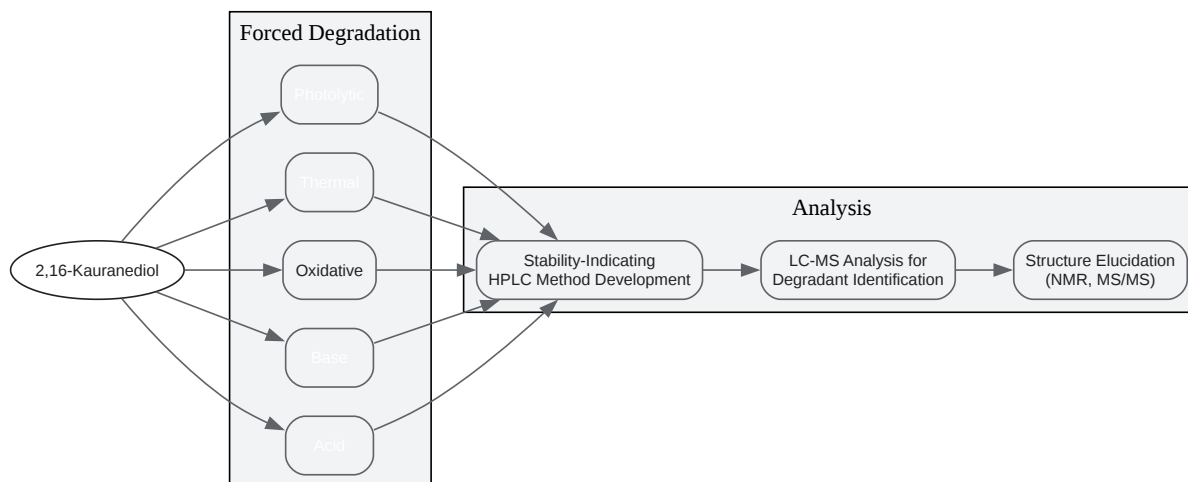 Forced Degradation
Photolytic
Thermal
Oxidative
Base
Acid
2,16-Kauranediol
Analysis
Stability-Indicating
HPLC Method Development
LC-MS Analysis for
Degradant Identification
Structure Elucidation
(NMR, MS/MS)